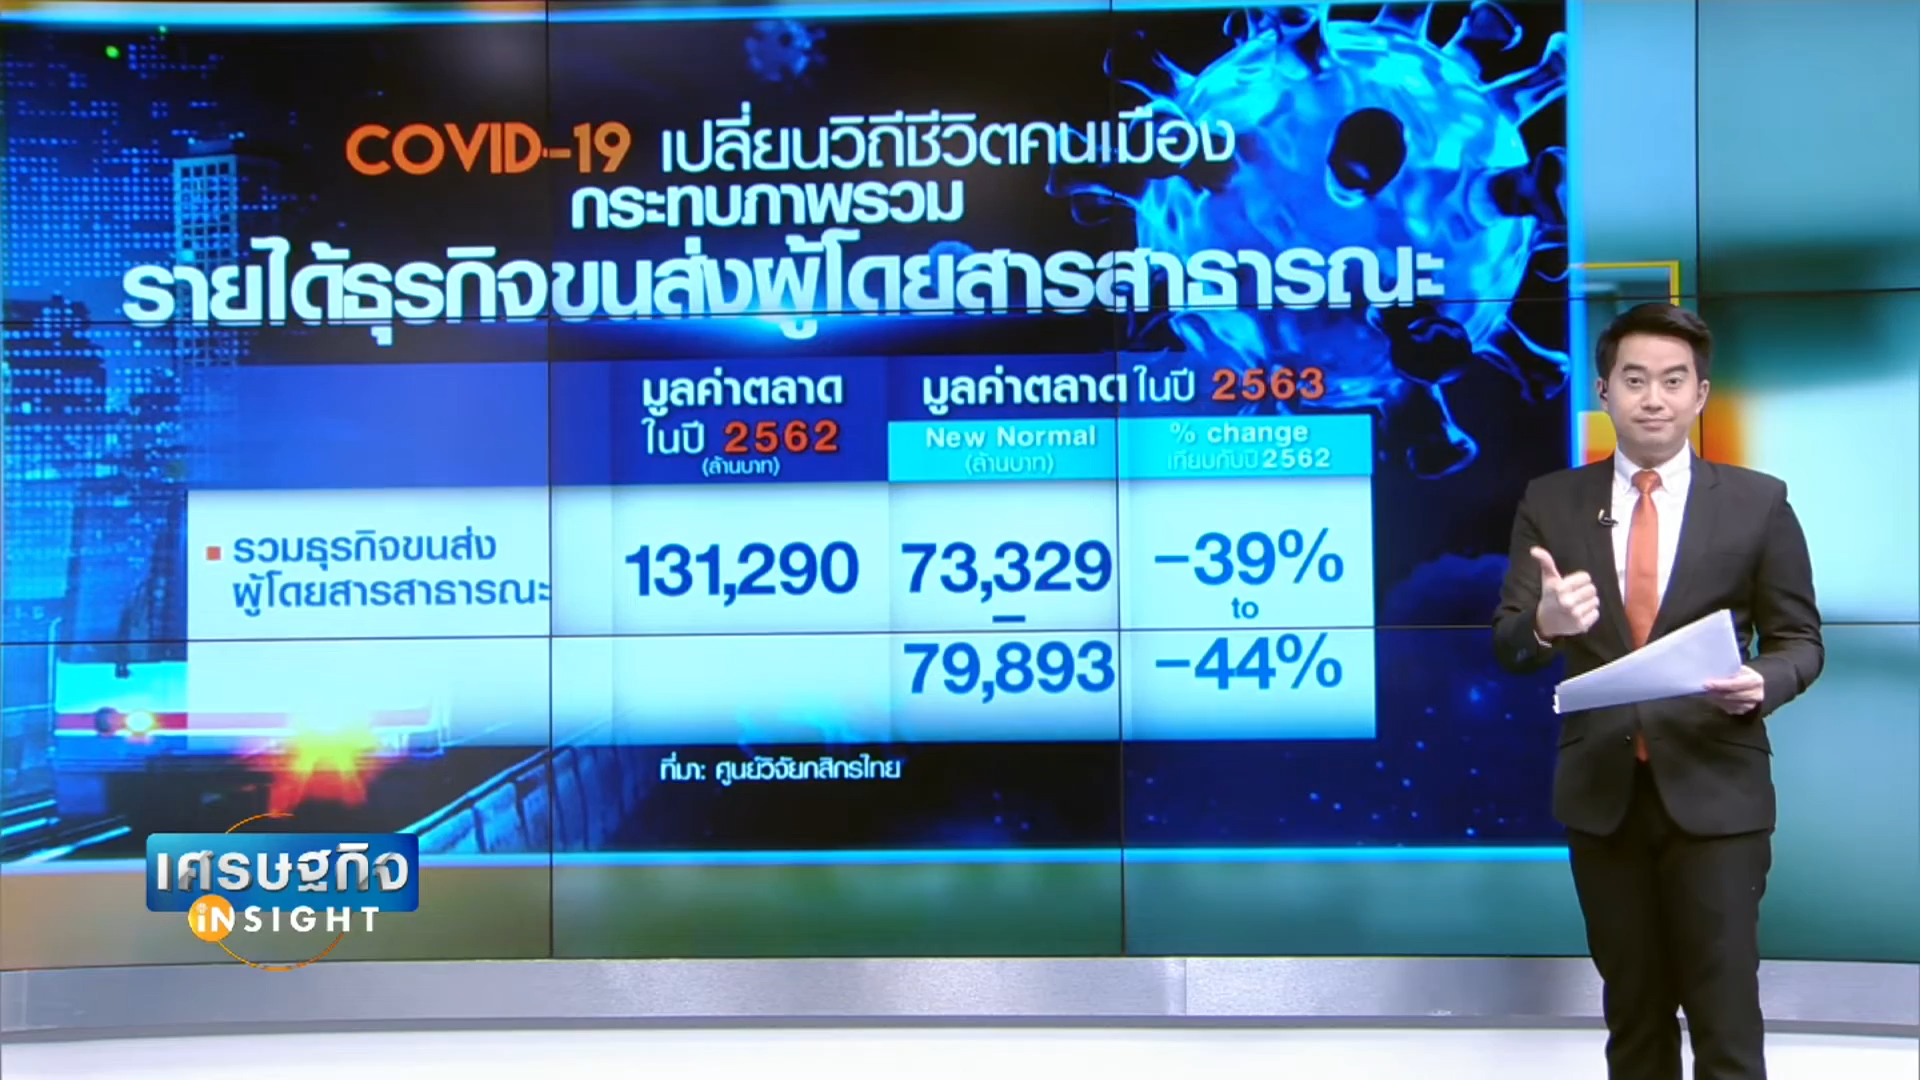 COVID-19 เปลี่ยนวิถีชีวิตคนเมือง
กระทบภาพรวม
รายได้ธุรกิจขนส่งผู้โดยสารสาธารณะ
มูลค่าตลาด
ในปี 2562
(ล้านบาท)
มูลค่าตลาด ในปี 2563
New Normal
(ล้านบาท)
% change
เทียบกับปี 2562
รวมธุรกิจขนส่ง
ผู้โดยสารสาธารณะ
131,290
73,329
–
79,893
-39%
to
-44%
ที่มา: ศูนย์วิจัยกสิกรไทย
เศรษฐกิจ
iNSIGHT